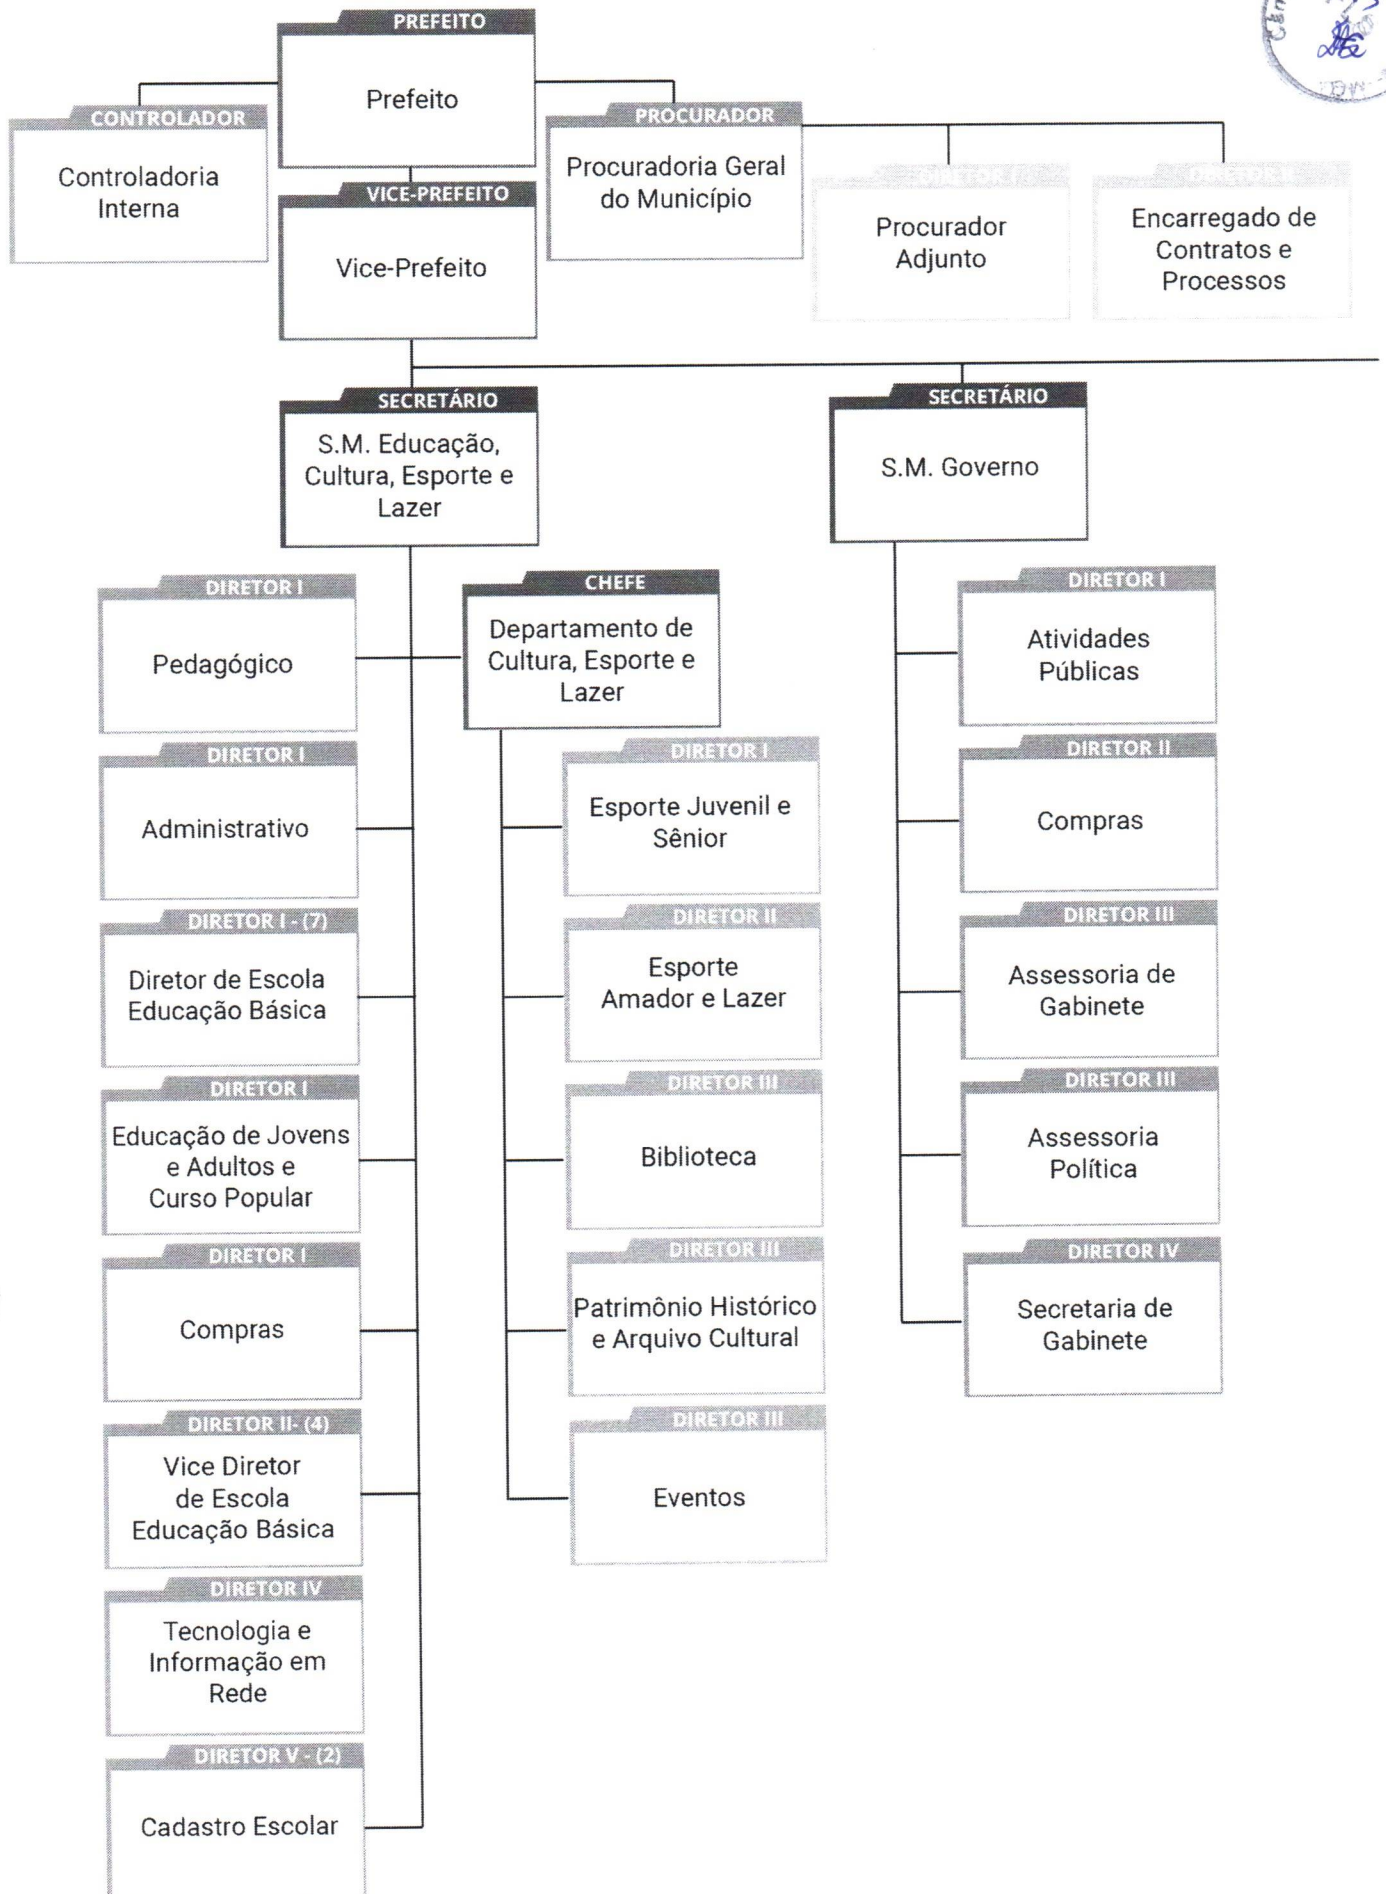 PREFEITO
Prefeito
CONTROLADOR
Controladoria
Interna
VICE-PREFEITO
Vice-Prefeito
PROCURADOR
Procuradoria Geral
do Município
DIRETOR I
Procurador
Adjunto
Encarregado de
Contratos e
Processos
SECRETÁRIO
S.M. Educação,
Cultura, Esporte e
Lazer
SECRETÁRIO
S.M. Governo
DIRETOR I
Pedagógico
DIRETOR I
Administrativo
DIRETOR I - (7)
Diretor de Escola
Educação Básica
DIRETOR I
Educação de Jovens
e Adultos e
Curso Popular
DIRETOR I
Compras
DIRETOR II- (4)
Vice Diretor
de Escola
Educação Básica
DIRETOR IV
Tecnologia e
Informação em
Rede
DIRETOR V - (2)
Cadastro Escolar
CHEFE
Departamento de
Cultura, Esporte e
Lazer
DIRETOR I
Esporte Juvenil e
Sênior
DIRETOR II
Esporte
Amador e Lazer
DIRETOR III
Biblioteca
DIRETOR III
Patrimônio Histórico
e Arquivo Cultural
DIRETOR III
Eventos
DIRETOR I
Atividades
Públicas
DIRETOR II
Compras
DIRETOR III
Assessoria de
Gabinete
DIRETOR III
Assessoria
Política
DIRETOR IV
Secretaria de
Gabinete